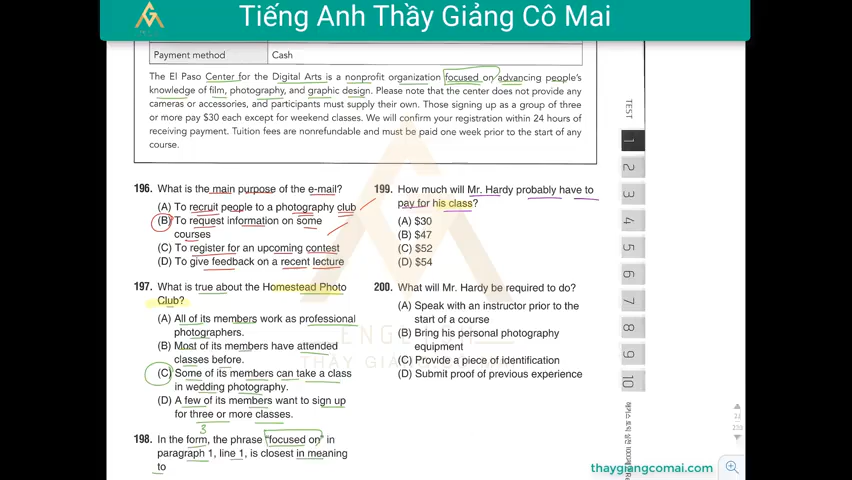 Tiếng Anh Thầy Giảng Cô Mai
Payment method Cash
The El Paso Center for the Digital Arts is a nonprofit organization focused on advancing people's
knowledge of film, photography, and graphic design. Please note that the center does not provide any
cameras or accessories, and participants must supply their own. Those signing up as a group of three
or more pay $30 each except for weekend classes. We will confirm your registration within 24 hours of
receiving payment. Tuition fees are nonrefundable and must be paid one week prior to the start of any
course.
196. What is the main purpose of the e-mail?
(A) To recruit people to a photography club
(B) To request information on some
courses
(C) To register for an upcoming contest
(D) To give feedback on a recent lecture
197. What is true about the Homestead Photo
Club?
(A) All of its members work as professional
photographers.
(B) Most of its members have attended
classes before.
(C) Some of its members can take a class
in wedding photography.
(D) A few of its members want to sign up
for three or more classes.
3
198. In the form, the phrase "focused on" in
paragraph 1, line 1, is closest in meaning
to
199. How much will Mr. Hardy probably have to
pay for his class?
(A) $30
(B) $47
(C) $52
(D) $54
200. What will Mr. Hardy be required to do?
(A) Speak with an instructor prior to the
start of a course
(B) Bring his personal photography
equipment
(C) Provide a piece of identification
(D) Submit proof of previous experience
TEST
1
2
3
4
5
6
7
8
9
10
THẦY GIẢNG
thaygiangcomai.com